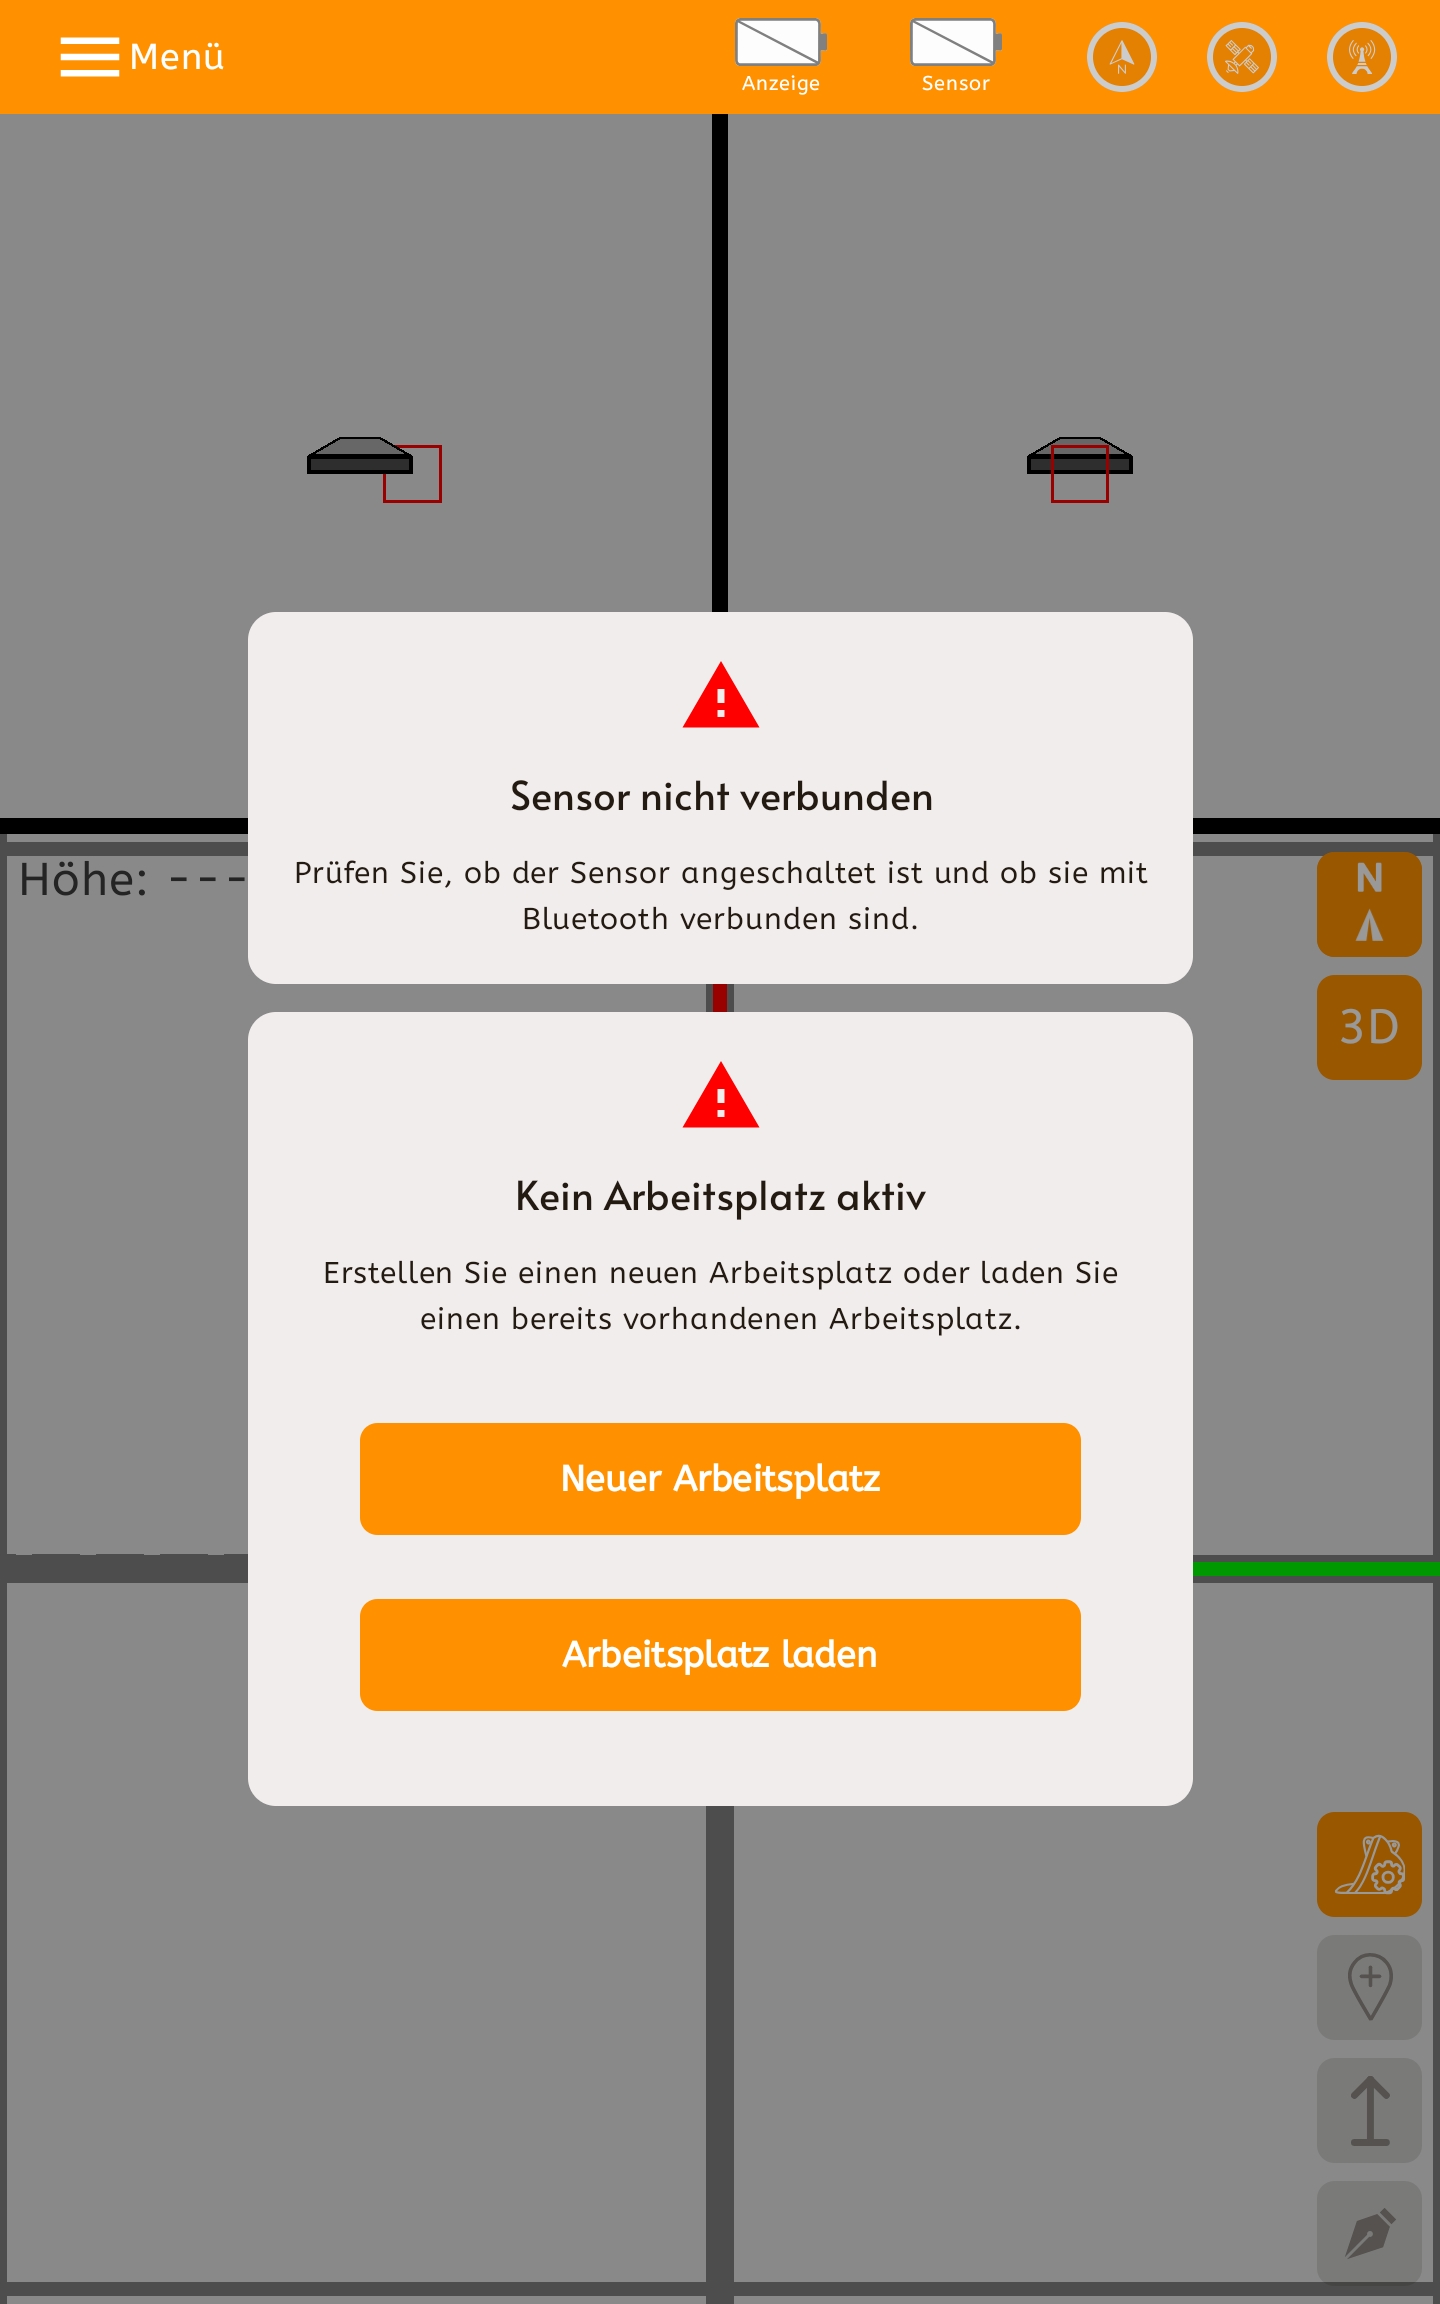 Menü
Anzeige
Sensor
N
Sensor nicht verbunden
Prüfen Sie, ob der Sensor angeschaltet ist und ob sie mit
Bluetooth verbunden sind.
Höhe: ---
N
3D
Kein Arbeitsplatz aktiv
Erstellen Sie einen neuen Arbeitsplatz oder laden Sie
einen bereits vorhandenen Arbeitsplatz.
Neuer Arbeitsplatz
Arbeitsplatz laden